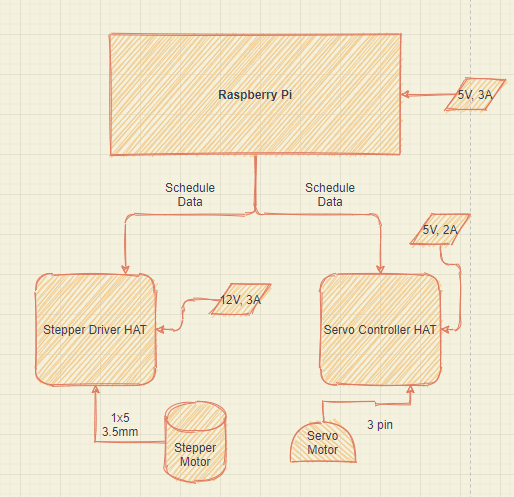 Raspberry Pi
5V, 3A
Schedule
Data
Schedule
Data
5V, 2A
12V, 3A
Stepper Driver HAT
Servo Controller HAT
1x5
3.5mm
3 pin
Stepper
Motor
Servo
Motor